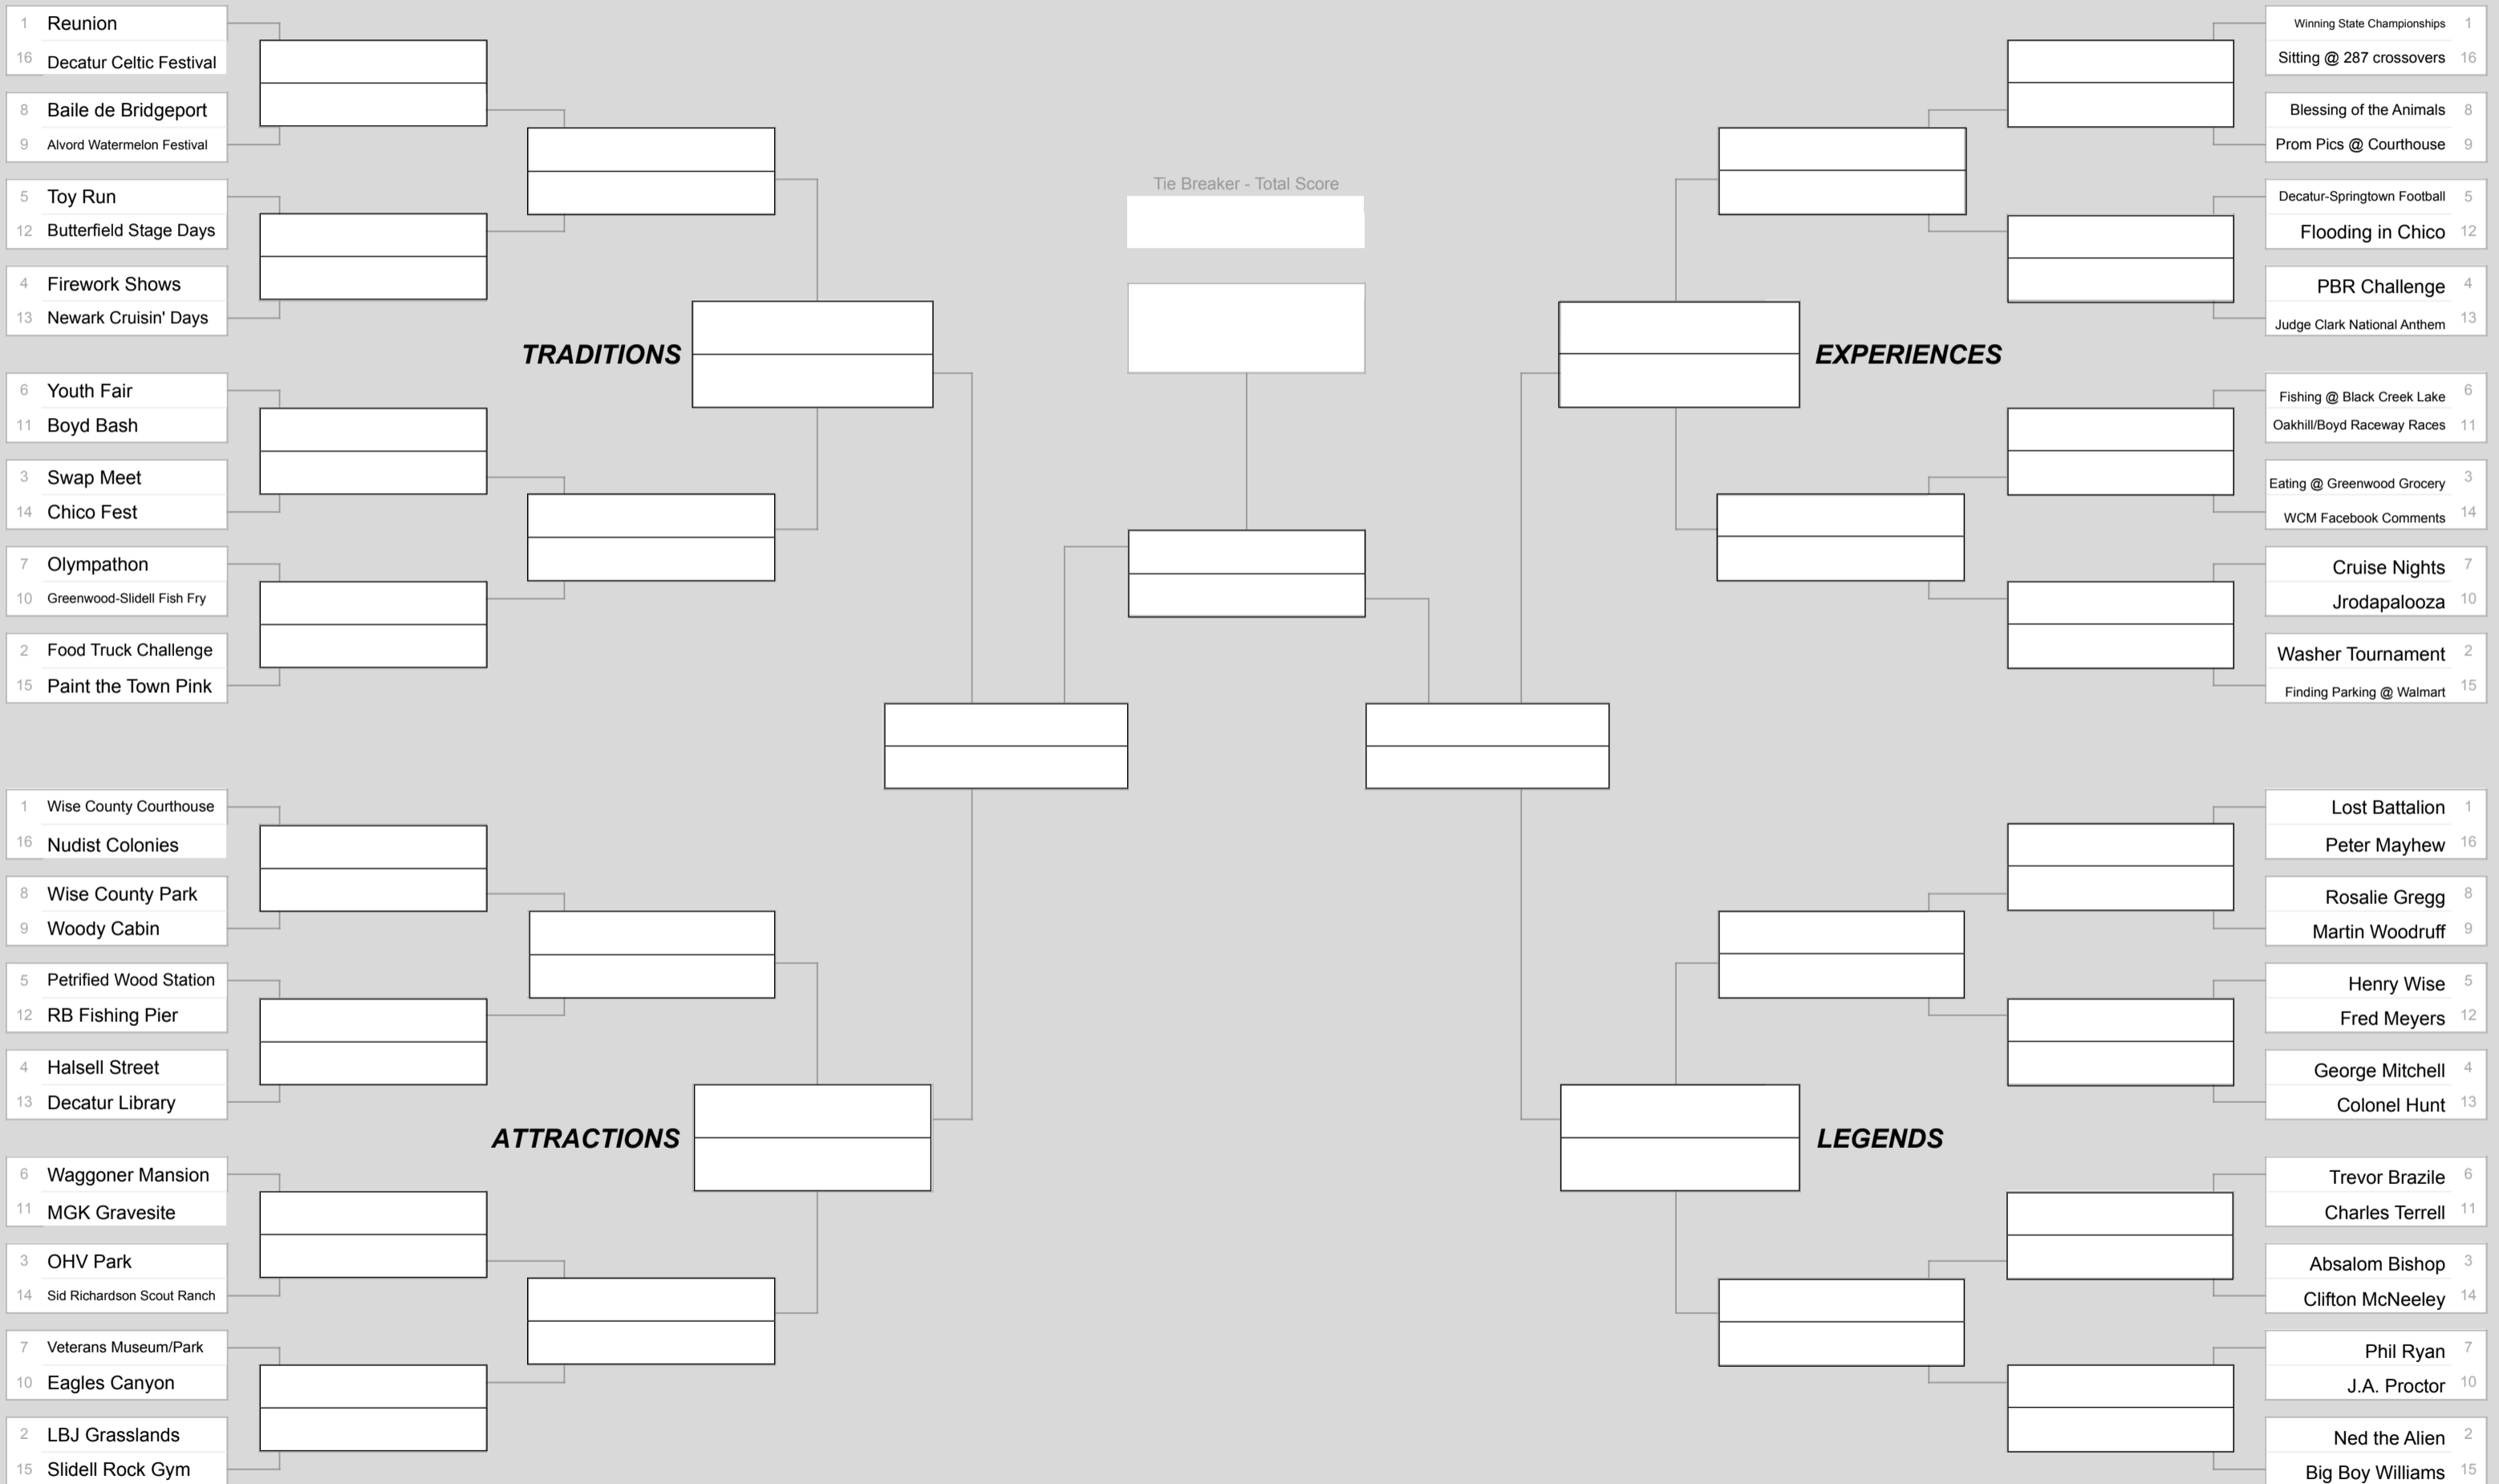 1 Reunion
16 Decatur Celtic Festival
8 Baile de Bridgeport
9 Alvord Watermelon Festival
5 Toy Run
12 Butterfield Stage Days
4 Firework Shows
13 Newark Cruisin' Days
TRADITIONS
6 Youth Fair
11 Boyd Bash
3 Swap Meet
14 Chico Fest
7 Olympathon
10 Greenwood-Slidell Fish Fry
2 Food Truck Challenge
15 Paint the Town Pink
1 Wise County Courthouse
16 Nudist Colonies
8 Wise County Park
9 Woody Cabin
5 Petrified Wood Station
12 RB Fishing Pier
4 Halsell Street
13 Decatur Library
ATTRACTIONS
6 Waggoner Mansion
11 MGK Gravesite
3 OHV Park
14 Sid Richardson Scout Ranch
7 Veterans Museum/Park
10 Eagles Canyon
2 LBJ Grasslands
15 Slidell Rock Gym
Tie Breaker - Total Score
Winning State Championships 1
Sitting @ 287 crossovers 16
Blessing of the Animals 8
Prom Pics @ Courthouse 9
Decatur-Springtown Football 5
Flooding in Chico 12
PBR Challenge 4
Judge Clark National Anthem 13
EXPERIENCES
Fishing @ Black Creek Lake 6
Oakhill/Boyd Raceway Races 11
Eating @ Greenwood Grocery 3
WCM Facebook Comments 14
Cruise Nights 7
Jrodapalooza 10
Washer Tournament 2
Finding Parking @ Walmart 15
Lost Battalion 1
Peter Mayhew 16
Rosalie Gregg 8
Martin Woodruff 9
Henry Wise 5
Fred Meyers 12
George Mitchell 4
Colonel Hunt 13
LEGENDS
Trevor Brazile 6
Charles Terrell 11
Absalom Bishop 3
Clifton McNeeley 14
Phil Ryan 7
J.A. Proctor 10
Ned the Alien 2
Big Boy Williams 15